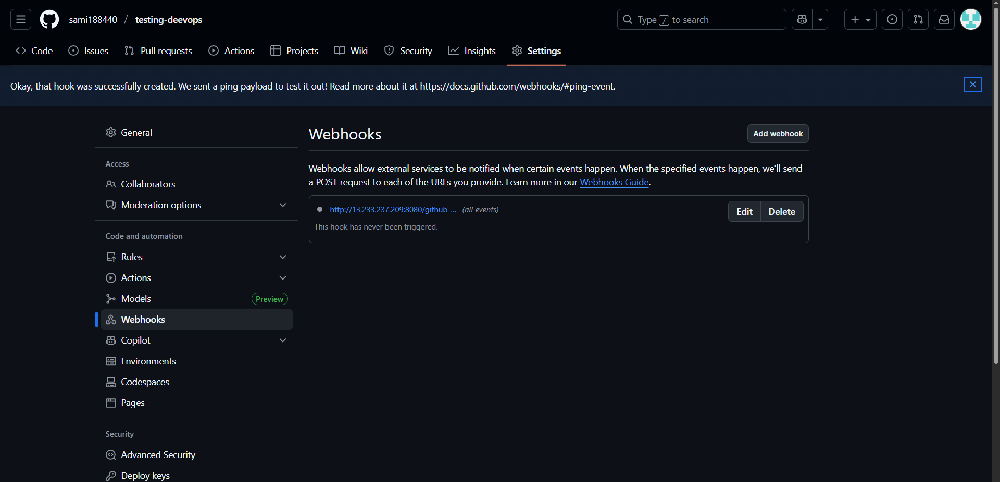 sami188440 / testing-deevops
Type / to search
Code
Issues
Pull requests
Actions
Projects
Wiki
Security
Insights
Settings
Okay, that hook was successfully created. We sent a ping payload to test it out! Read more about it at https://docs.github.com/webhooks/#ping-event.
General
Access
Collaborators
Moderation options
Code and automation
Rules
Actions
Models Preview
Webhooks
Copilot
Environments
Codespaces
Pages
Security
Advanced Security
Deploy keys
Webhooks
Add webhook
Webhooks allow external services to be notified when certain events happen. When the specified events happen, we'll send
a POST request to each of the URLs you provide. Learn more in our Webhooks Guide.
http://13.233.237.209:8080/github-... (all events)
Edit Delete
This hook has never been triggered.